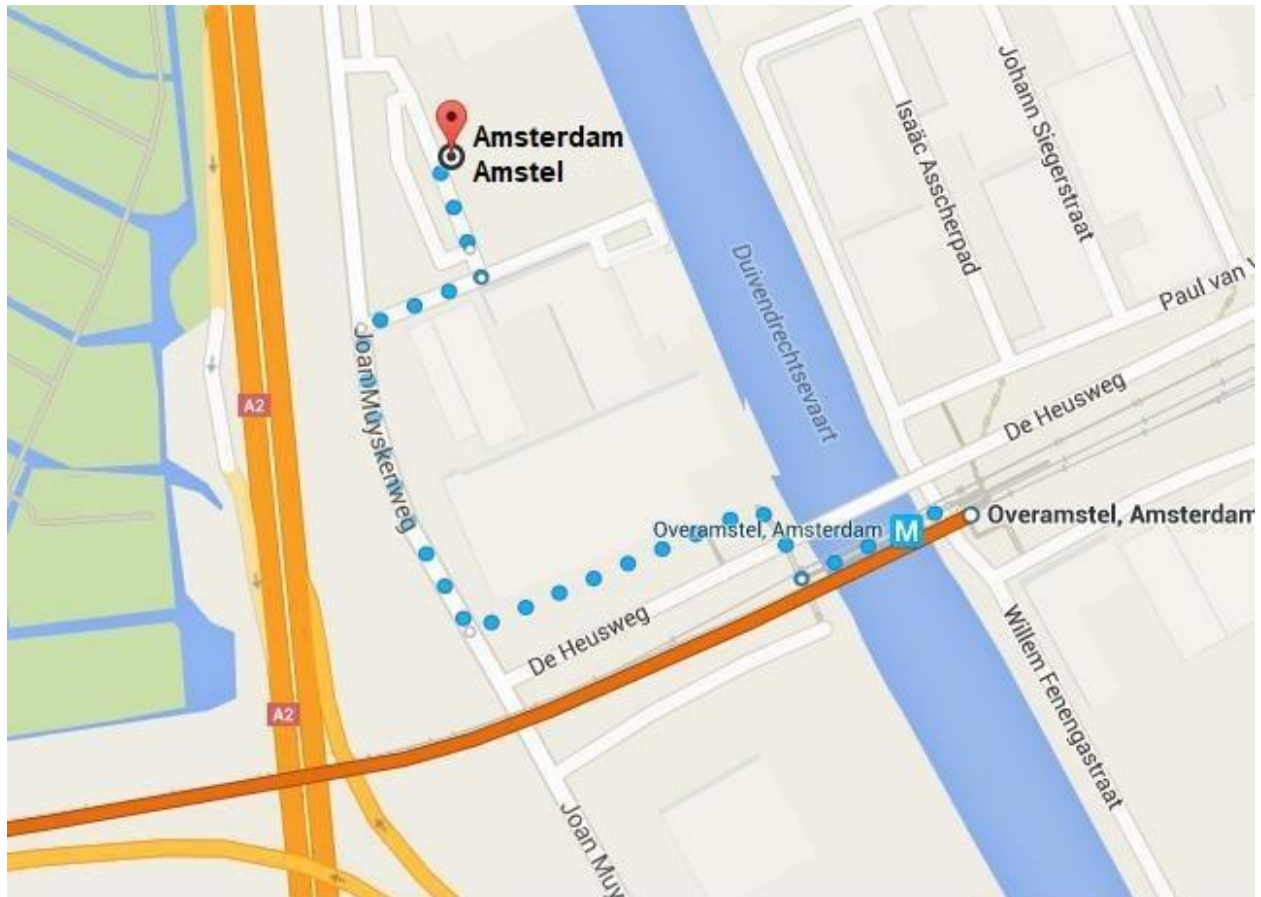 Amsterdam
Amstel
Johann Siegerstraat
Isaäc Asscherpad
Paul van V
Duivendrechtsevaart
De Heusweg
A2
Joan Muyskenweg
Overamstel, Amsterdam
M
Overamstel, Amsterdam
De Heusweg
A2
Willem Fenengastraat
Joan Muy